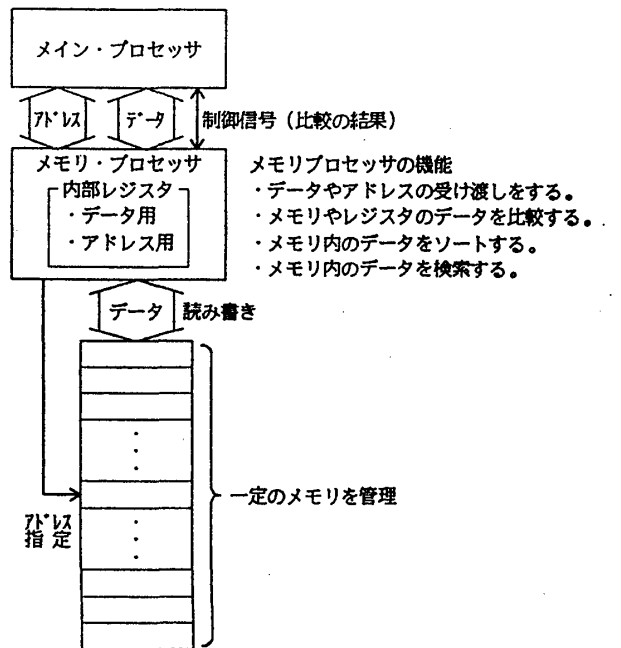 メイン・プロセッサ
アドレス
データ
制御信号（比較の結果）
メモリ・プロセッサ
内部レジスタ
・データ用
・アドレス用
メモリプロセッサの機能
・データやアドレスの受け渡しをする。
・メモリやレジスタのデータを比較する。
・メモリ内のデータをソートする。
・メモリ内のデータを検索する。
データ
読み書き
一定のメモリを管理
アドレス
指定